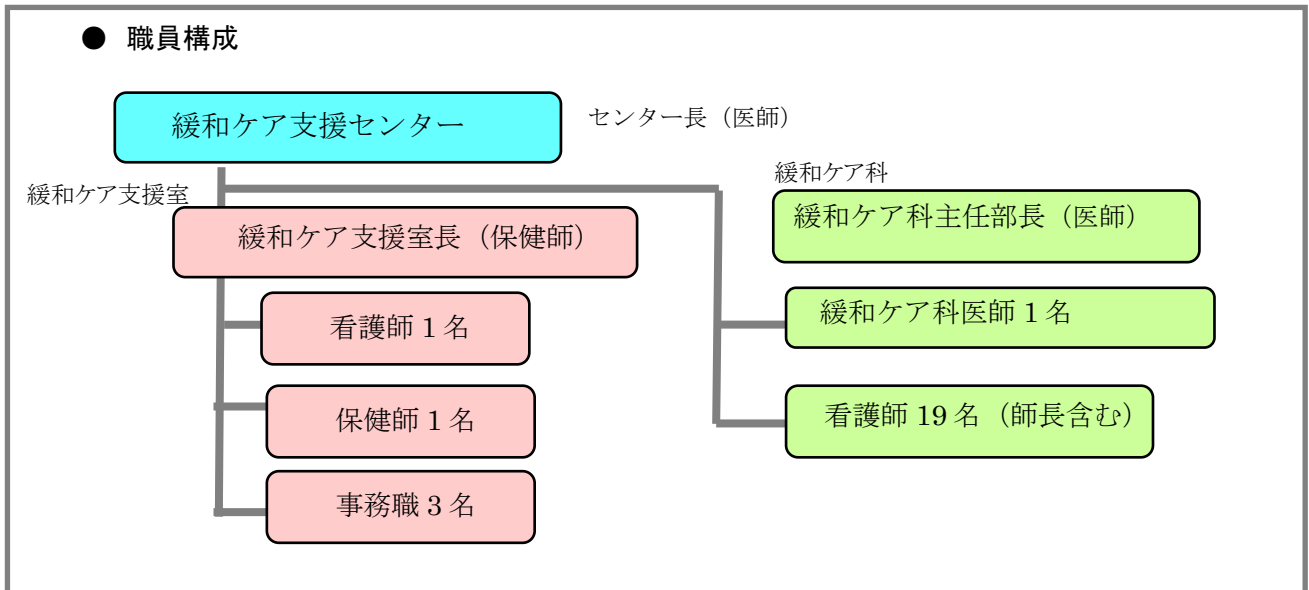 ● 職員構成
緩和ケア支援センター
センター長（医師）
緩和ケア支援室
緩和ケア支援室長（保健師）
看護師 1 名
保健師 1 名
事務職 3 名
緩和ケア科
緩和ケア科主任部長（医師）
緩和ケア科医師 1 名
看護師 19 名（師長含む）